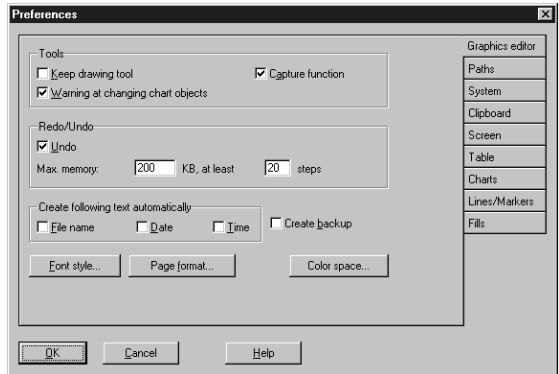 Preferences
Graphics editor
Paths
System
Clipboard
Screen
Table
Charts
Lines/Markers
Fills
Tools
Keep drawing tool Capture function
Warning at changing chart objects
Redo/Undo
Undo
Max. memory: 200 KB, at least 20 steps
Create following text automatically
File name Date Time Create backup
Font style... Page format... Color space...
OK Cancel Help